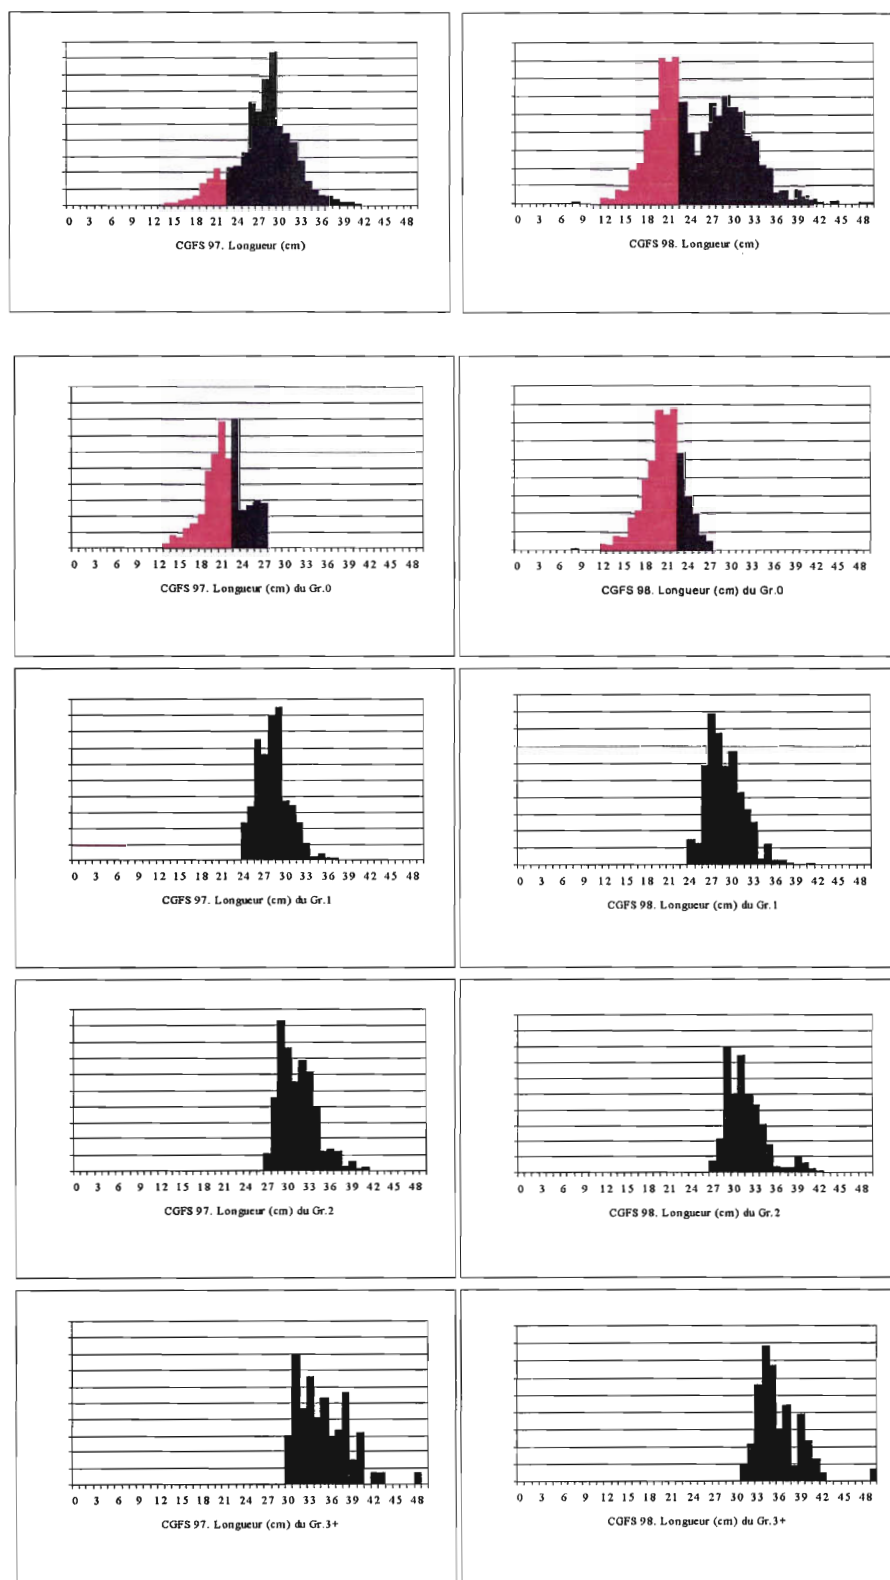 0 3 6 9 12 15 18 21 24 27 30 33 36 39 42 45 48
CGFS 97. Longueur (cm)
0 3 6 9 12 15 18 21 24 27 30 33 36 39 42 45 48
CGFS 98. Longueur (cm)
0 3 6 9 12 15 18 21 24 27 30 33 36 39 42 45 48
CGFS 97. Longueur (cm) du Gr.0
0 3 6 9 12 15 18 21 24 27 30 33 36 39 42 45 48
CGFS 98. Longueur (cm) du Gr.0
0 3 6 9 12 15 18 21 24 27 30 33 36 39 42 45 48
CGFS 97. Longueur (cm) du Gr.1
0 3 6 9 12 15 18 21 24 27 30 33 36 39 42 45 48
CGFS 98. Longueur (cm) du Gr.1
0 3 6 9 12 15 18 21 24 27 30 33 36 39 42 45 48
CGFS 97. Longueur (cm) du Gr.2
0 3 6 9 12 15 18 21 24 27 30 33 36 39 42 45 48
CGFS 98. Longueur (cm) du Gr.2
0 3 6 9 12 15 18 21 24 27 30 33 36 39 42 45 48
CGFS 97. Longueur (cm) du Gr.3+
0 3 6 9 12 15 18 21 24 27 30 33 36 39 42 45 48
CGFS 98. Longueur (cm) du Gr.3+